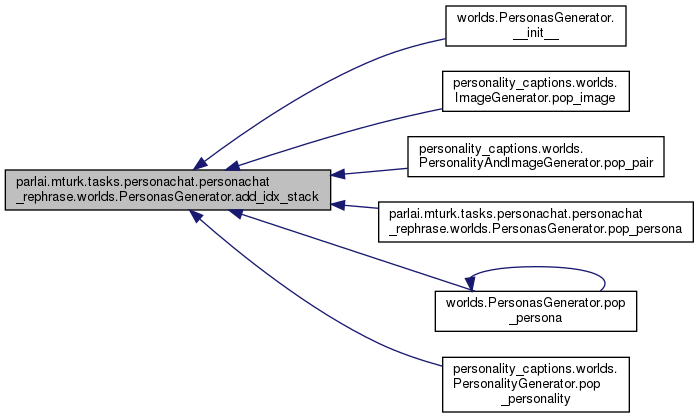 worlds.PersonasGenerator.
__init__
personality_captions.worlds.
ImageGenerator.pop_image
personality_captions.worlds.
PersonalityAndImageGenerator.pop_pair
parlai.mturk.tasks.personachat.personachat
_rephrase.worlds.PersonasGenerator.add_idx_stack
parlai.mturk.tasks.personachat.personachat
_rephrase.worlds.PersonasGenerator.pop_persona
worlds.PersonasGenerator.pop
_persona
personality_captions.worlds.
PersonalityGenerator.pop
_personality